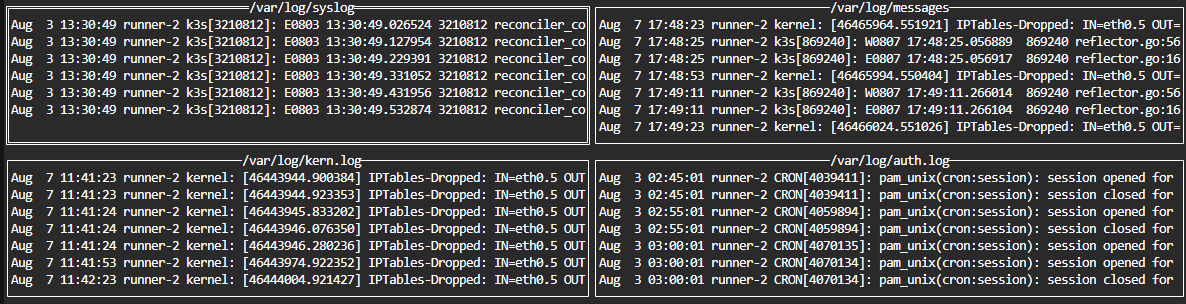 /var/log/syslog
Aug  3 13:30:49 runner-2 k3s[3210812]: E0803 13:30:49.026524 3210812 reconciler_co
Aug  3 13:30:49 runner-2 k3s[3210812]: E0803 13:30:49.127954 3210812 reconciler_co
Aug  3 13:30:49 runner-2 k3s[3210812]: E0803 13:30:49.229391 3210812 reconciler_co
Aug  3 13:30:49 runner-2 k3s[3210812]: E0803 13:30:49.331052 3210812 reconciler_co
Aug  3 13:30:49 runner-2 k3s[3210812]: E0803 13:30:49.431956 3210812 reconciler_co
Aug  3 13:30:49 runner-2 k3s[3210812]: E0803 13:30:49.532874 3210812 reconciler_co
/var/log/messages
Aug  7 17:48:23 runner-2 kernel: [46465964.551921] IPTables-Dropped: IN=eth0.5 OUT=
Aug  7 17:48:25 runner-2 k3s[869240]: W0807 17:48:25.056889  869240 reflector.go:56
Aug  7 17:48:25 runner-2 k3s[869240]: E0807 17:48:25.056917  869240 reflector.go:16
Aug  7 17:48:53 runner-2 kernel: [46465994.550404] IPTables-Dropped: IN=eth0.5 OUT=
Aug  7 17:49:11 runner-2 k3s[869240]: W0807 17:49:11.266014  869240 reflector.go:56
Aug  7 17:49:11 runner-2 k3s[869240]: E0807 17:49:11.266104  869240 reflector.go:16
Aug  7 17:49:23 runner-2 kernel: [46466024.551026] IPTables-Dropped: IN=eth0.5 OUT=
/var/log/kern.log
Aug  7 11:41:23 runner-2 kernel: [46443944.900384] IPTables-Dropped: IN=eth0.5 OUT
Aug  7 11:41:23 runner-2 kernel: [46443944.923353] IPTables-Dropped: IN=eth0.5 OUT
Aug  7 11:41:24 runner-2 kernel: [46443945.833202] IPTables-Dropped: IN=eth0.5 OUT
Aug  7 11:41:24 runner-2 kernel: [46443946.076350] IPTables-Dropped: IN=eth0.5 OUT
Aug  7 11:41:24 runner-2 kernel: [46443946.280236] IPTables-Dropped: IN=eth0.5 OUT
Aug  7 11:41:53 runner-2 kernel: [46443974.922352] IPTables-Dropped: IN=eth0.5 OUT
Aug  7 11:42:23 runner-2 kernel: [46444004.921427] IPTables-Dropped: IN=eth0.5 OUT
/var/log/auth.log
Aug  3 02:45:01 runner-2 CRON[4039411]: pam_unix(cron:session): session opened for
Aug  3 02:45:01 runner-2 CRON[4039411]: pam_unix(cron:session): session closed for
Aug  3 02:55:01 runner-2 CRON[4059894]: pam_unix(cron:session): session opened for
Aug  3 02:55:01 runner-2 CRON[4059894]: pam_unix(cron:session): session closed for
Aug  3 03:00:01 runner-2 CRON[4070135]: pam_unix(cron:session): session opened for
Aug  3 03:00:01 runner-2 CRON[4070134]: pam_unix(cron:session): session opened for
Aug  3 03:00:01 runner-2 CRON[4070134]: pam_unix(cron:session): session closed for